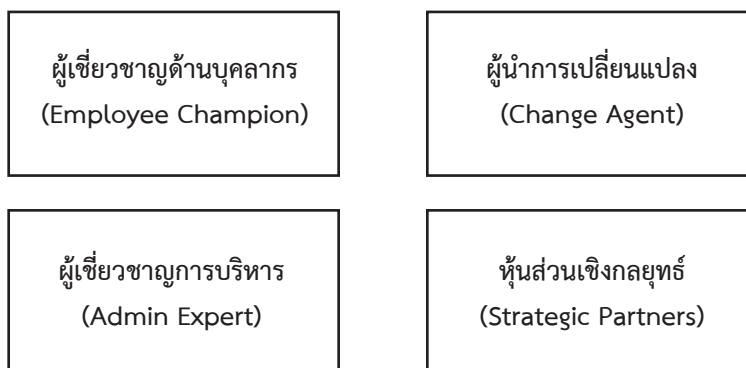 ผู้เชี่ยวชาญด้านบุคลากร
(Employee Champion)
ผู้นำการเปลี่ยนแปลง
(Change Agent)
ผู้เชี่ยวชาญการบริหาร
(Admin Expert)
หุ้นส่วนเชิงกลยุทธ์
(Strategic Partners)